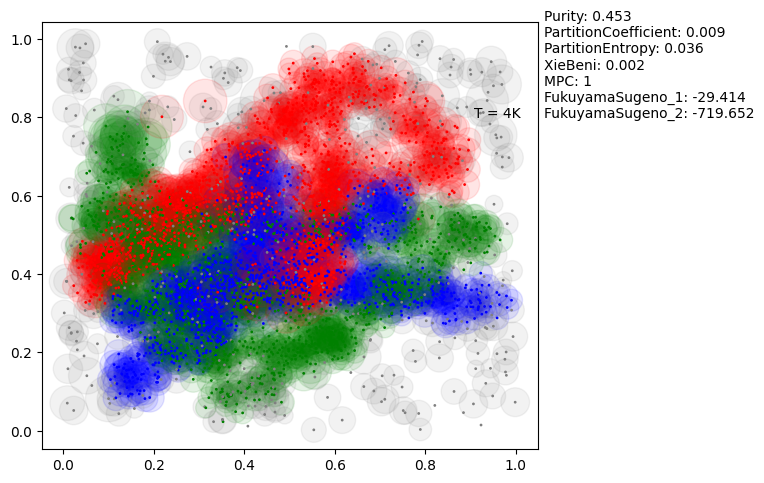 Purity: 0.453
PartitionCoefficient: 0.009
PartitionEntropy: 0.036
XieBeni: 0.002
MPC: 1
FukuyamaSugeno_1: -29.414
FukuyamaSugeno_2: -719.652
T = 4K
1.0
0.8
0.6
0.4
0.2
0.0
0.0 0.2 0.4 0.6 0.8 1.0